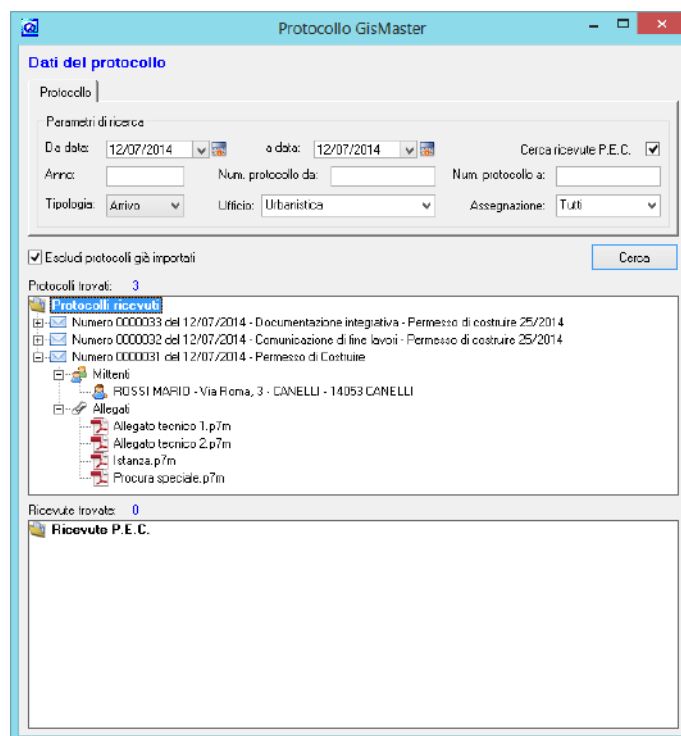 Protocollo GisMaster
Dati del protocollo
Protocollo
Parametri di ricerca
Da data: 12/07/2014 a data: 12/07/2014 Cerca ricevute P.E.C.
Anno: Num. protocollo da: Num. protocollo a:
Tipologia: Arrivo Ufficio: Urbanistica Assegnazione: Tutti
Escludi protocolli già importati Cerca
Protocolli trovati: 3
Protocolli ricevuti
Numero 0000033 del 12/07/2014 - Documentazione integrativa - Permesso di costruire 25/2014
Numero 0000032 del 12/07/2014 - Comunicazione di fine lavori - Permesso di costruire 25/2014
Numero 0000031 del 12/07/2014 - Permesso di Costruire
Mittenti
ROSSI MARIO - Via Roma, 3 - CANELLI - 14053 CANELLI
Allegati
Allegato tecnico 1.p7m
Allegato tecnico 2.p7m
Istanza.p7m
Procura speciale.p7m
Ricevute trovate: 0
Ricevute P.E.C.